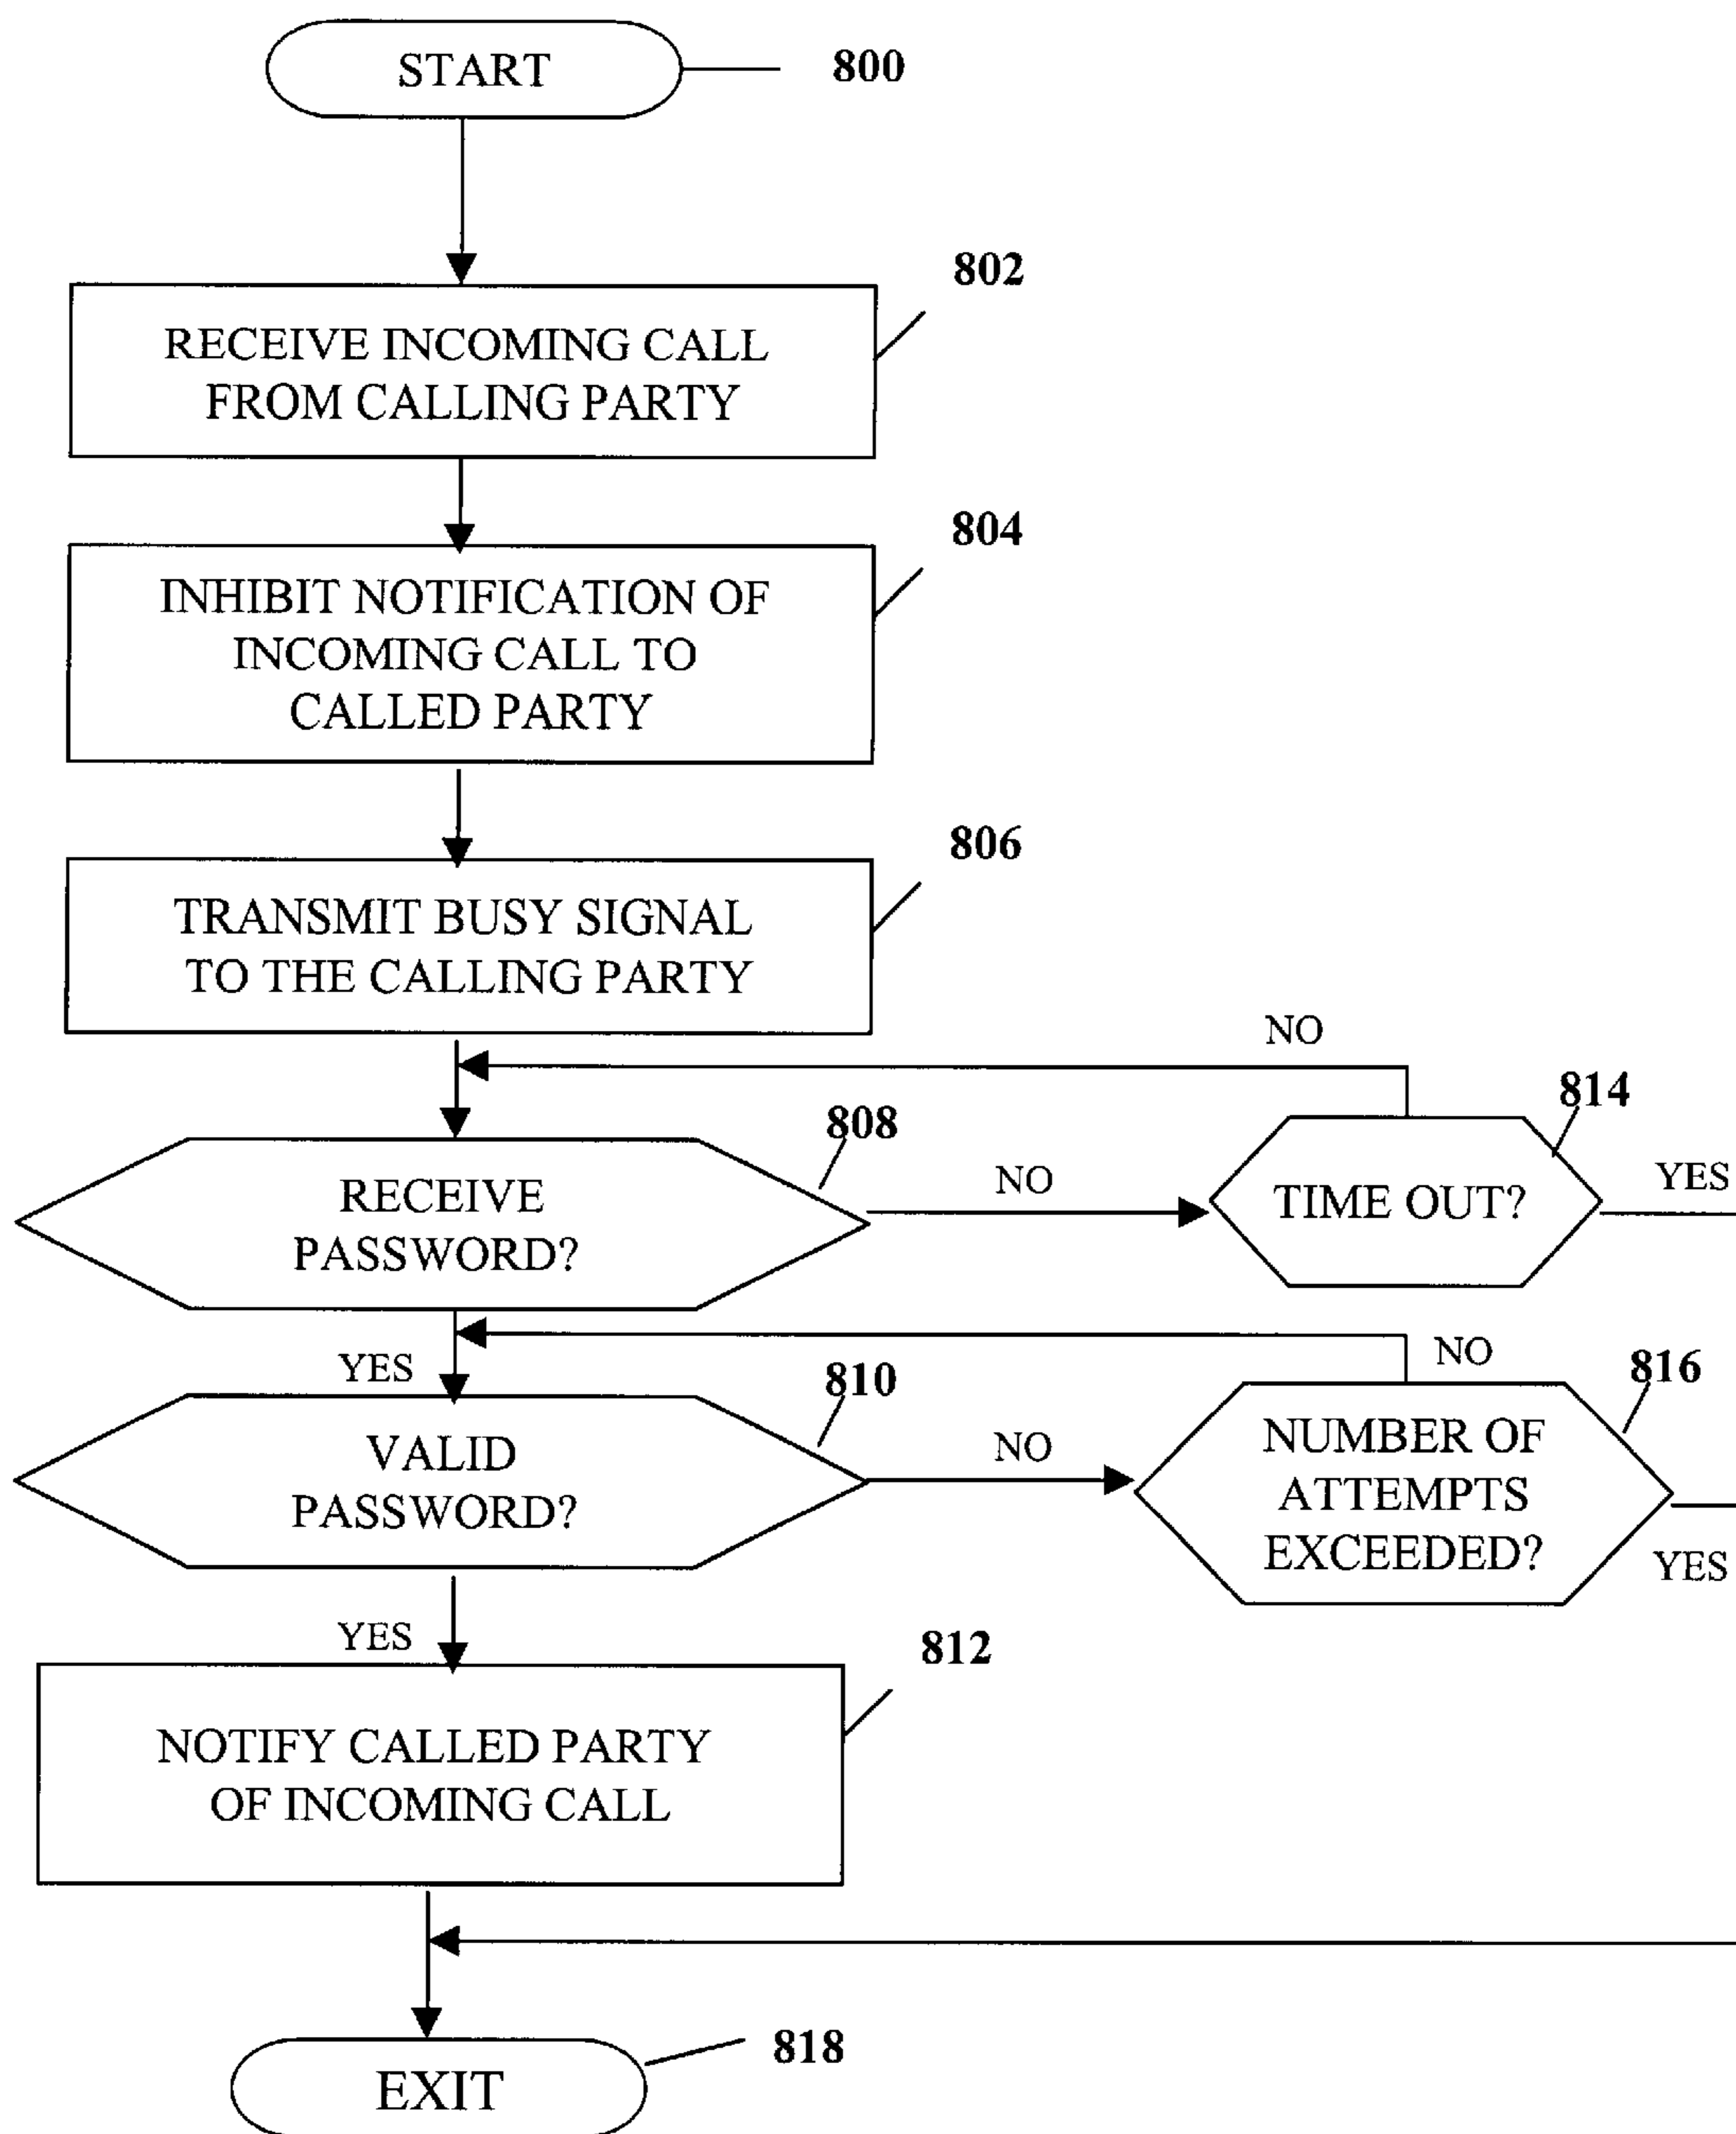 START
800
802
RECEIVE INCOMING CALL
FROM CALLING PARTY
804
INHIBIT NOTIFICATION OF
INCOMING CALL TO
CALLED PARTY
806
TRANSMIT BUSY SIGNAL
TO THE CALLING PARTY
NO
814
808
RECEIVE
PASSWORD?
NO
TIME OUT?
YES
YES
810
NO
816
VALID
PASSWORD?
NO
NUMBER OF
ATTEMPTS
EXCEEDED?
YES
YES
812
NOTIFY CALLED PARTY
OF INCOMING CALL
818
EXIT